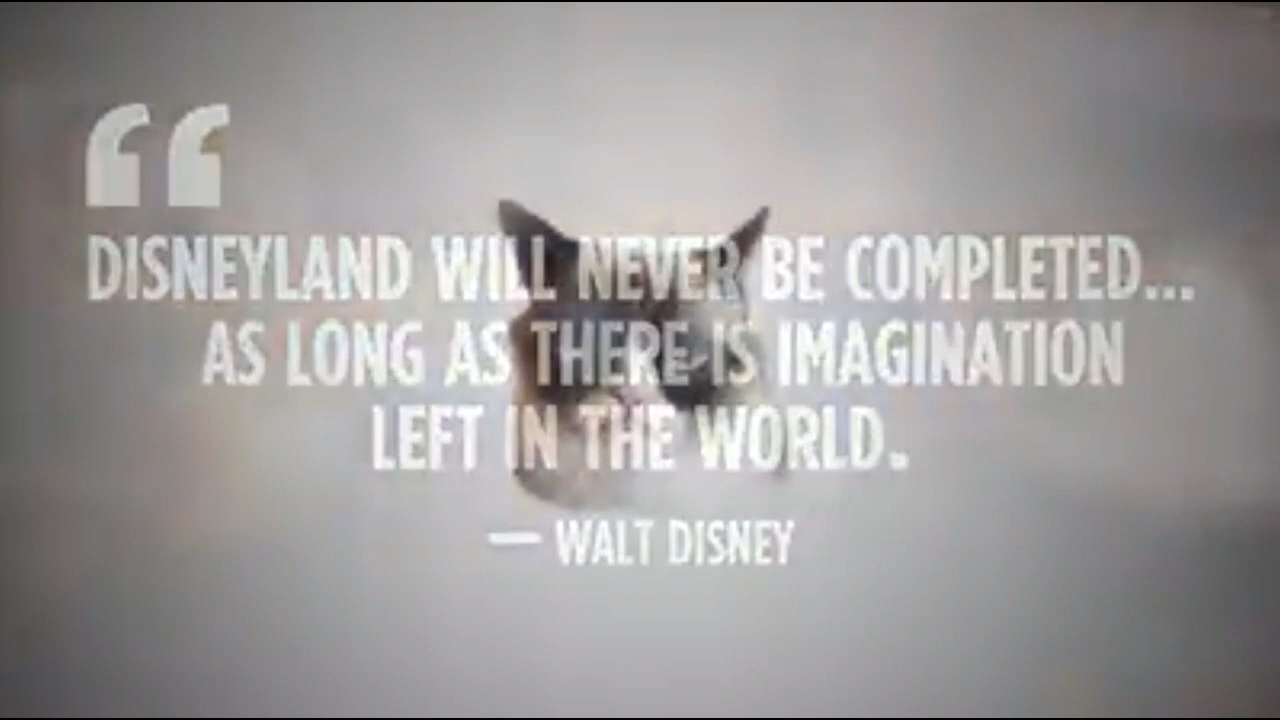 “
DISNEYLAND WILL NEVER BE COMPLETED...
AS LONG AS THERE IS IMAGINATION
LEFT IN THE WORLD.
— WALT DISNEY